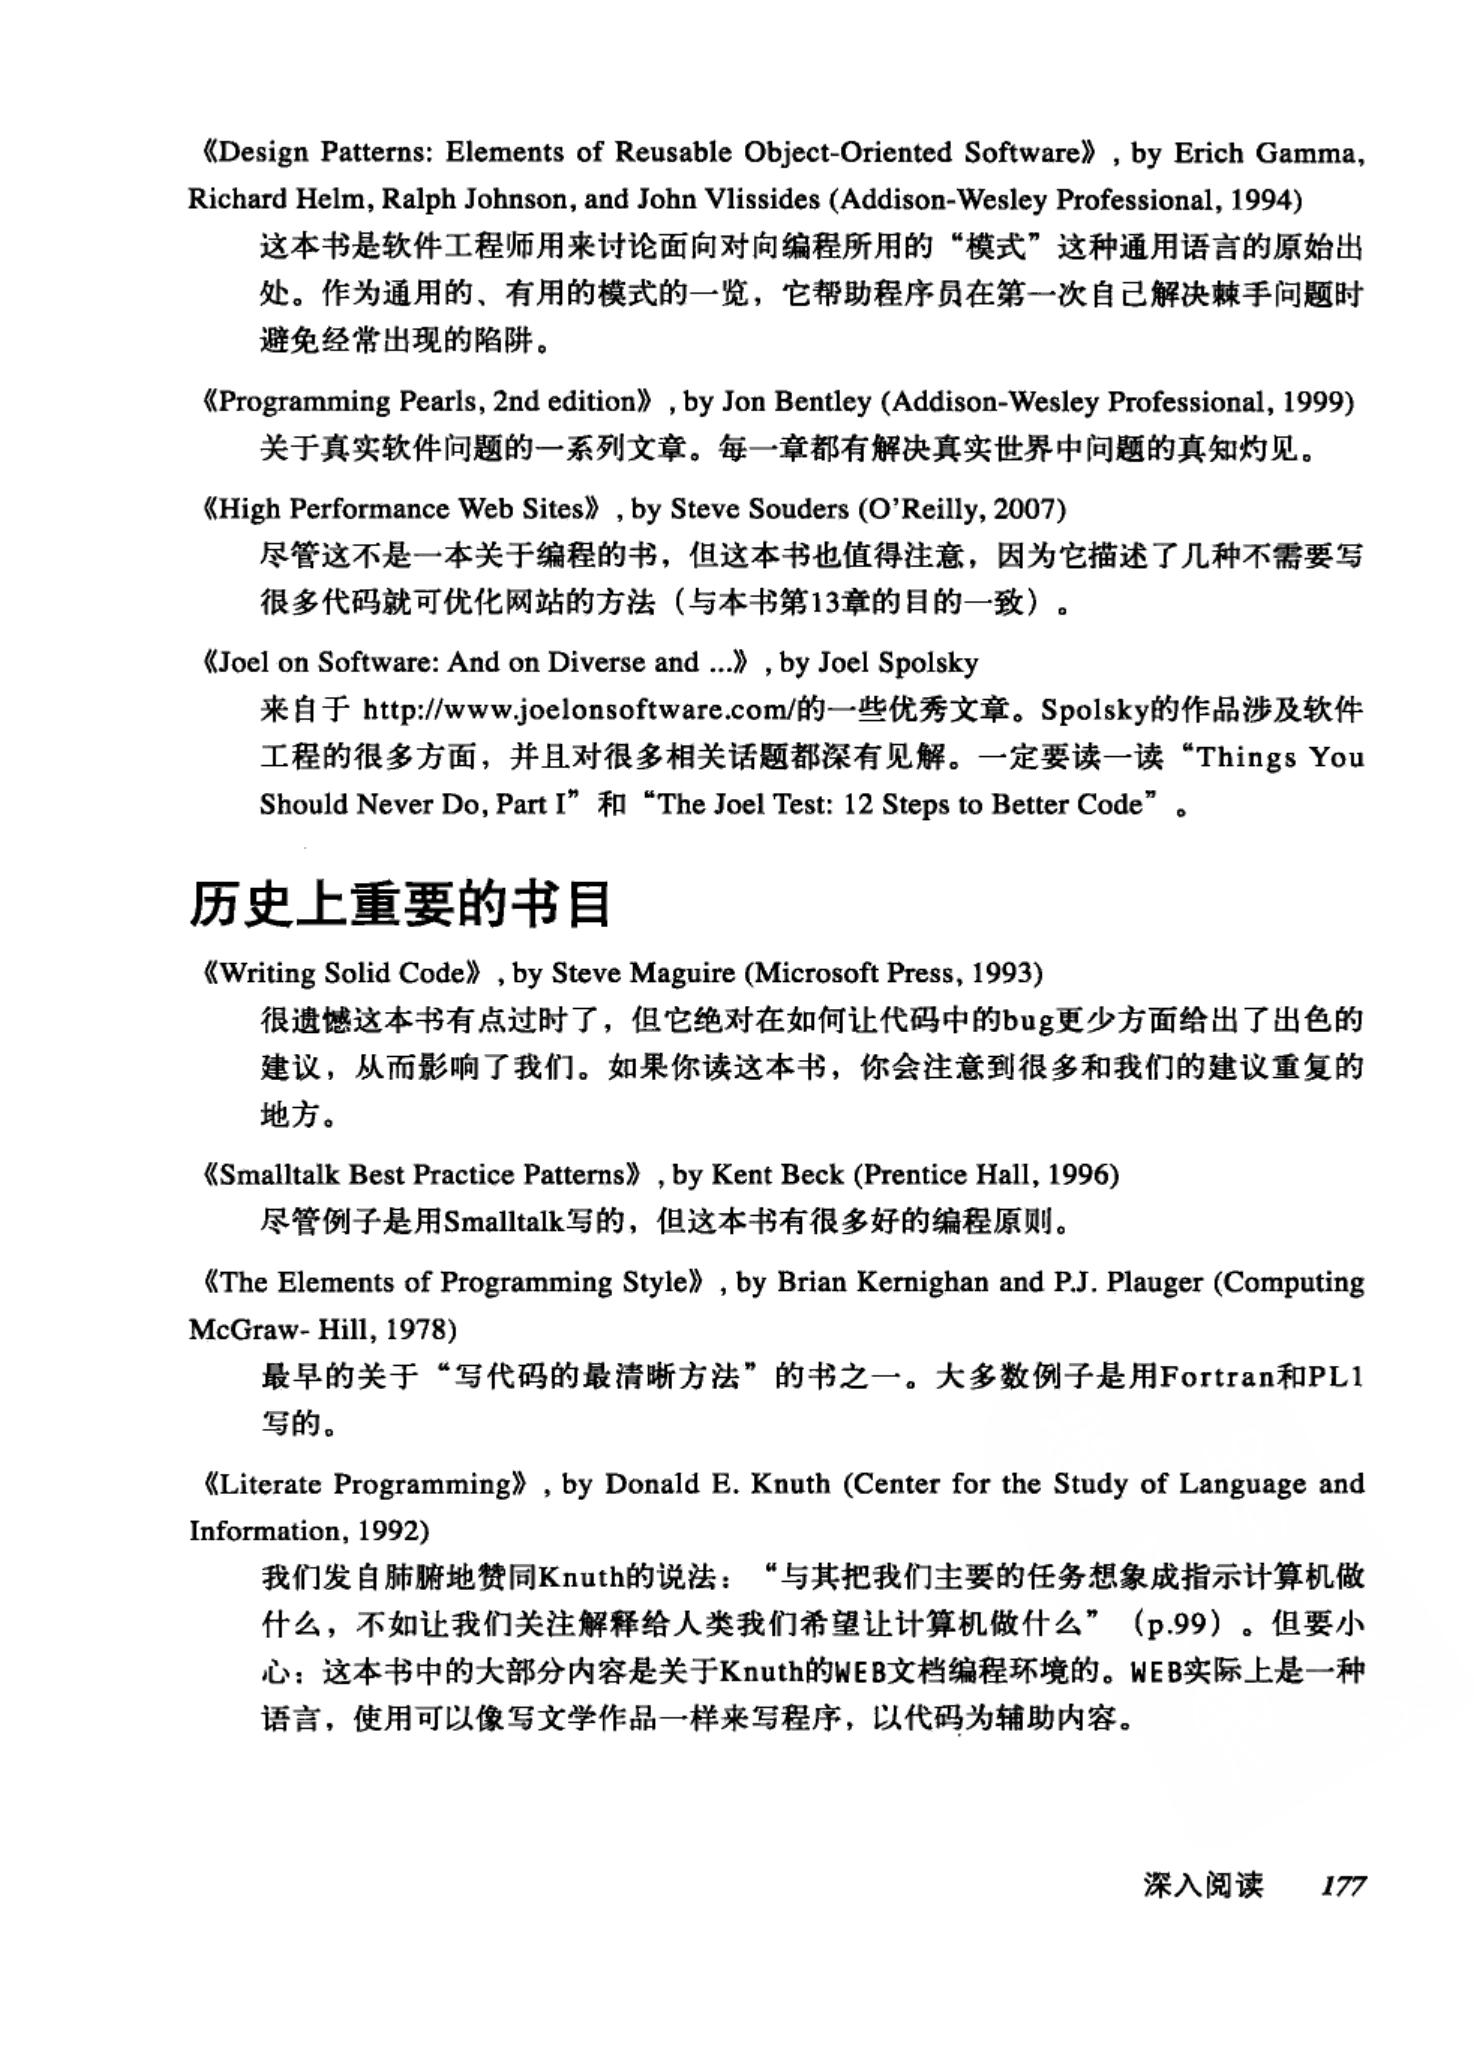 《Design Patterns: Elements of Reusable Object-Oriented Software》, by Erich Gamma,
Richard Helm, Ralph Johnson, and John Vlissides (Addison-Wesley Professional, 1994)
这本书是软件工程师用来讨论面向对向编程所用的“模式”这种通用语言的原始出
处。作为通用的、有用的模式的一览，它帮助程序员在第一次自己解决棘手问题时
避免经常出现的陷阱。
《Programming Pearls, 2nd edition》, by Jon Bentley (Addison-Wesley Professional, 1999)
关于真实软件问题的一系列文章。每一章都有解决真实世界中问题的真知灼见。
《High Performance Web Sites》, by Steve Souders (O’Reilly, 2007)
尽管这不是一本关于编程的书，但这本书也值得注意，因为它描述了几种不需要写
很多代码就可优化网站的方法（与本书第13章的目的一致）。
《Joel on Software: And on Diverse and ...》, by Joel Spolsky
来自于 http://www.joelonsoftware.com/的一些优秀文章。Spolsky的作品涉及软件
工程的很多方面，并且对很多相关话题都深有见解。一定要读一读“Things You
Should Never Do, Part I”和“The Joel Test: 12 Steps to Better Code”。
历史上重要的书目
《Writing Solid Code》, by Steve Maguire (Microsoft Press, 1993)
很遗憾这本书有点过时了，但它绝对在如何让代码中的bug更少方面给出了出色的
建议，从而影响了我们。如果你读这本书，你会注意到很多和我们的建议重复的
地方。
《Smalltalk Best Practice Patterns》, by Kent Beck (Prentice Hall, 1996)
尽管例子是用Smalltalk写的，但这本书有很多好的编程原则。
《The Elements of Programming Style》, by Brian Kernighan and P.J. Plauger (Computing
McGraw- Hill, 1978)
最早的关于“写代码的最清晰方法”的书之一。大多数例子是用Fortran和PL1
写的。
《Literate Programming》, by Donald E. Knuth (Center for the Study of Language and
Information, 1992)
我们发自肺腑地赞同Knuth的说法：“与其把我们主要的任务想象成指示计算机做
什么，不如让我们关注解释给人类我们希望让计算机做什么”（p.99）。但要小
心：这本书中的大部分内容是关于Knuth的WEB文档编程环境的。WEB实际上是一种
语言，使用可以像写文学作品一样来写程序，以代码为辅助内容。
深入阅读 177